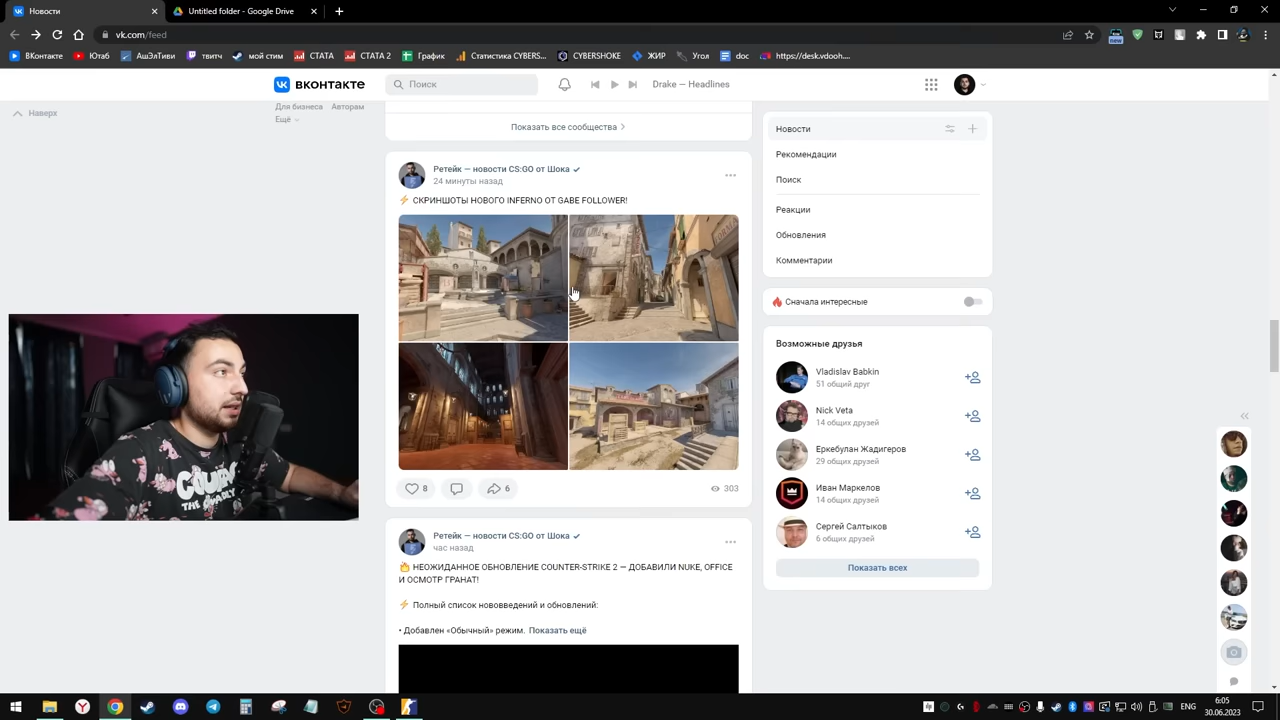 Новости
Untitled folder - Google Drive
vk.com/feed
ВКонтакте
Ютаб
АшЭлТиви
твитч
мой стим
СТАТА
СТАТА 2
График
Статистика CYBERS...
CYBERSHOKE
ЖИР
Угол
doc
https://desk.vdooh....
вконтакте
Поиск
Drake — Headlines
Наверх
Для бизнеса Авторам
Ещё
Показать все сообщества
Ретейк — новости CS:GO от Шока
24 минуты назад
⚡ СКРИНШОТЫ НОВОГО INFERNO ОТ GABE FOLLOWER!
8
6
303
Ретейк — новости CS:GO от Шока
час назад
НЕОЖИДАННОЕ ОБНОВЛЕНИЕ COUNTER-STRIKE 2 — ДОБАВИЛИ NUKE, OFFICE
И ОСМОТР ГРАНАТ!
⚡ Полный список нововведений и обновлений:
• Добавлен «Обычный» режим. Показать ещё
Новости
Рекомендации
Поиск
Реакции
Обновления
Комментарии
Сначала интересные
Возможные друзья
Vladislav Babkin
51 общий друг
Nick Veta
14 общих друзей
Еркебулан Жадигеров
29 общих друзей
Иван Маркелов
14 общих друзей
Сергей Салтыков
6 общих друзей
Показать всех
6:05
30.06.2023